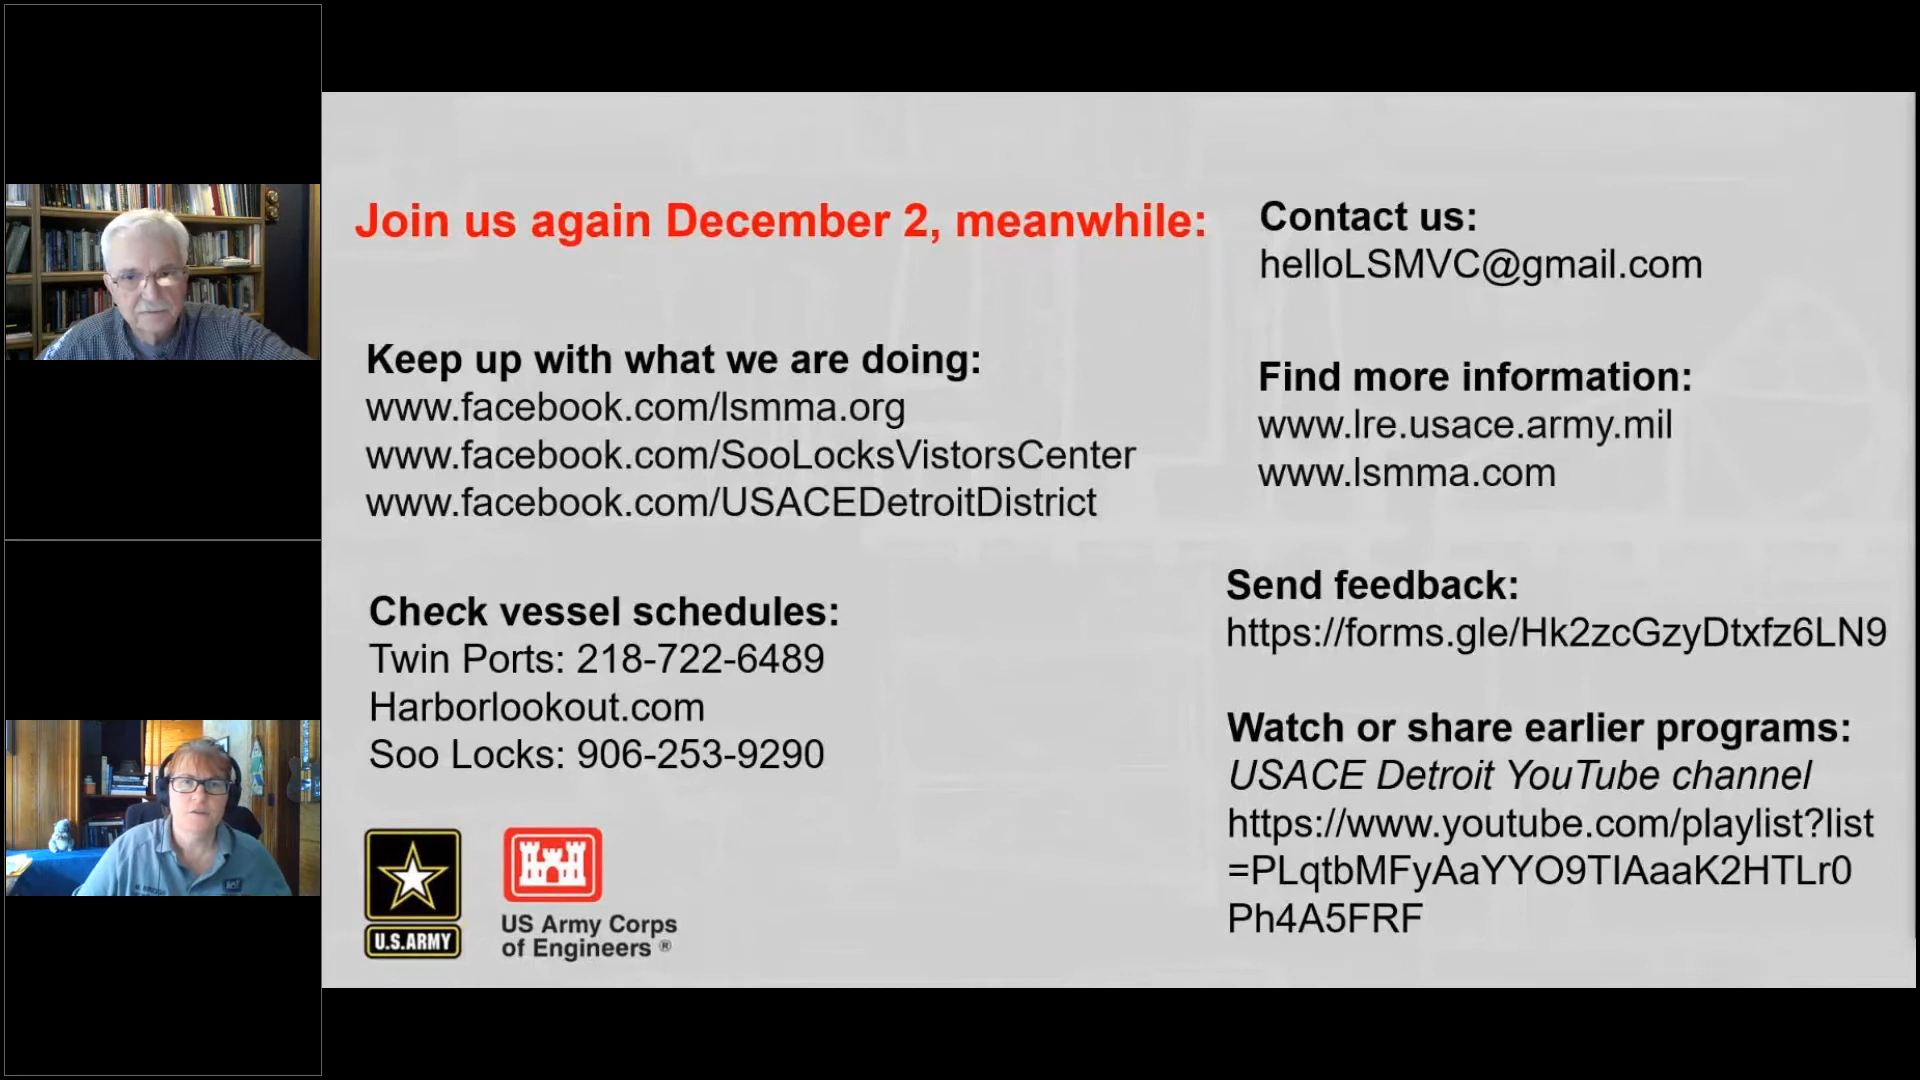 Join us again December 2, meanwhile:
Keep up with what we are doing:
www.facebook.com/lsmma.org
www.facebook.com/SooLocksVistorsCenter
www.facebook.com/USACEDetroitDistrict
Check vessel schedules:
Twin Ports: 218-722-6489
Harborlookout.com
Soo Locks: 906-253-9290
U.S.ARMY
US Army Corps
of Engineers ®
Contact us:
helloLSMVC@gmail.com
Find more information:
www.lre.usace.army.mil
www.lsmma.com
Send feedback:
https://forms.gle/Hk2zcGzyDtxfz6LN9
Watch or share earlier programs:
USACE Detroit YouTube channel
https://www.youtube.com/playlist?list
=PLqtbMFyAaYYO9TIAaaK2HTLr0
Ph4A5FRF